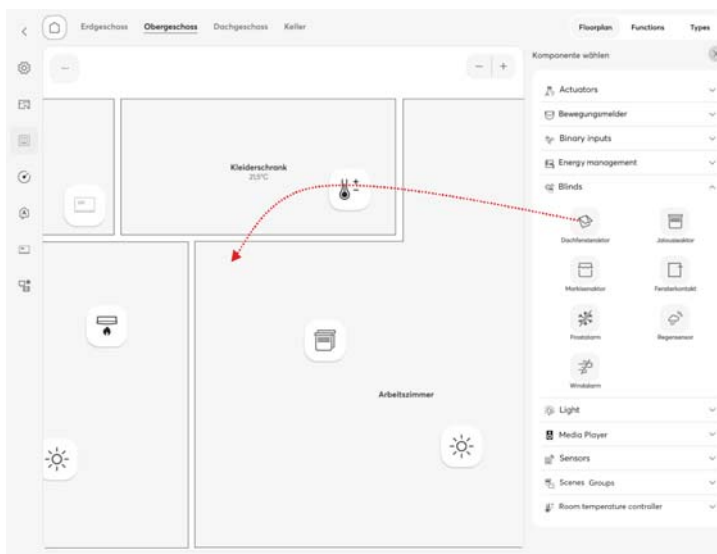 Erdgeschoss Obergeschoss Dachgeschoss Keller
Floorplan Functions Types
Komponente wählen
Kleiderschrank
21,5°C
Arbeitszimmer
Actuators
Bewegungsmelder
Binary inputs
Energy management
Blinds
Dachfensteraktor Jalousieaktor
Markisenaktor Fensterkontakt
Frostalarm Regensensor
Windalarm
Light
Media Player
Sensors
Scenes Groups
Room temperature controller